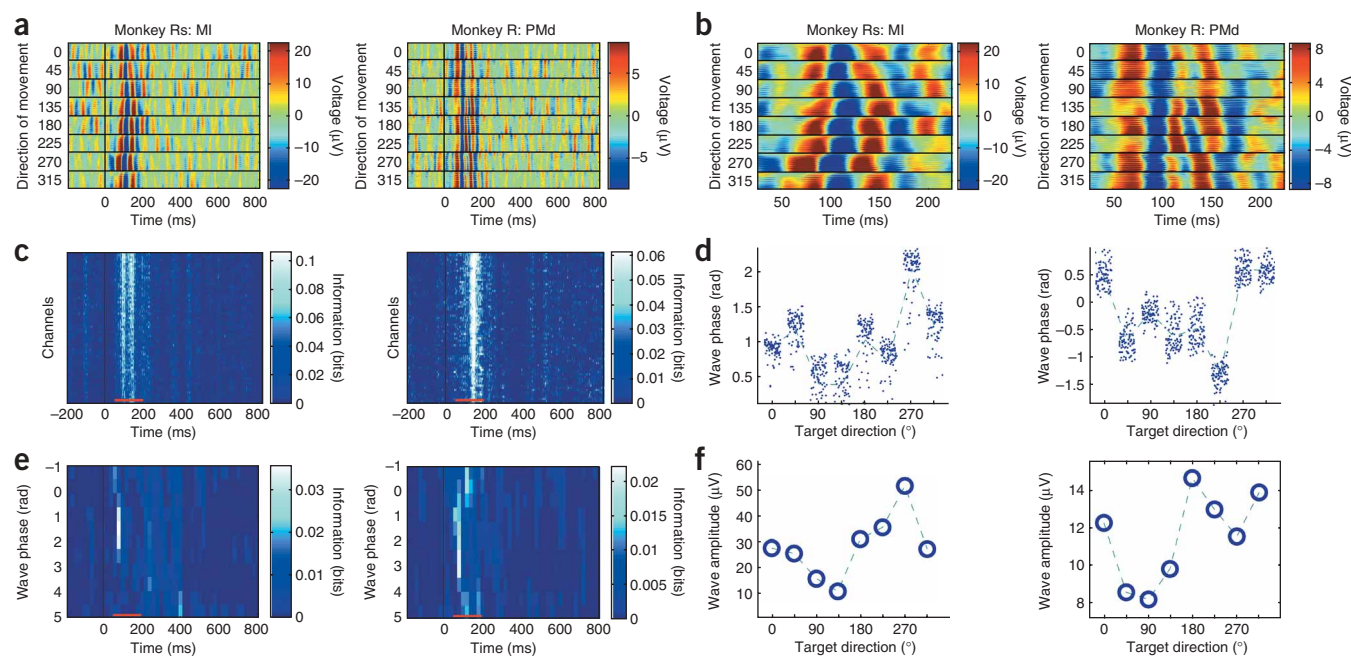 a
Monkey Rs: MI
Direction of movement
0
45
90
135
180
225
270
315
0 200 400 600 800
Time (ms)
20
10
0
–10
–20
Voltage (µV)
Monkey R: PMd
Direction of movement
0
45
90
135
180
225
270
315
0 200 400 600 800
Time (ms)
5
0
–5
Voltage (µV)
b
Monkey Rs: MI
Direction of movement
0
45
90
135
180
225
270
315
50 100 150 200
Time (ms)
20
10
0
–10
–20
Voltage (µV)
Monkey R: PMd
Direction of movement
0
45
90
135
180
225
270
315
50 100 150 200
Time (ms)
8
4
0
–4
–8
Voltage (µV)
c
Channels
–200 0 200 400 600 800
Time (ms)
0.1
0.08
0.06
0.04
0.02
0
Information (bits)
Channels
–200 0 200 400 600 800
Time (ms)
0.06
0.05
0.04
0.03
0.02
0.01
0
Information (bits)
d
Wave phase (rad)
2
1.5
1
0.5
0 90 180 270
Target direction (°)
Wave phase (rad)
0.5
0
–0.5
–1
–1.5
0 90 180 270
Target direction (°)
e
Wave phase (rad)
–1
0
1
2
3
4
5
0 200 400 600 800
Time (ms)
0.03
0.02
0.01
0
Information (bits)
Wave phase (rad)
–1
0
1
2
3
4
5
0 200 400 600 800
Time (ms)
0.02
0.015
0.01
0.005
0
Information (bits)
f
Wave amplitude (µV)
60
50
40
30
20
10
0 90 180 270
Target direction (°)
Wave amplitude (µV)
14
12
10
8
0 90 180 270
Target direction (°)